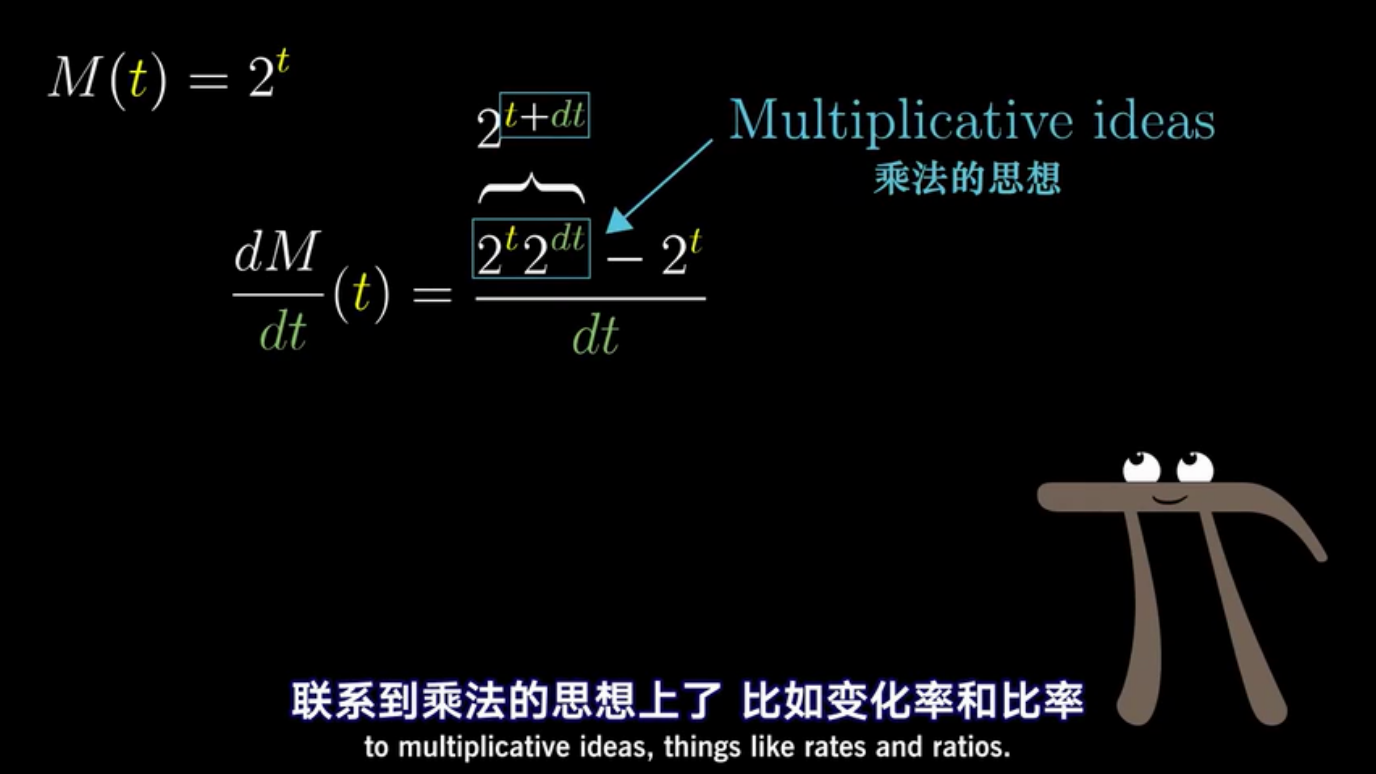 M(t) = 2^t
2^{t+dt}
Multiplicative ideas
乘法的思想
\frac{dM}{dt}(t) = \frac{2^t 2^{dt} - 2^t}{dt}
联系到乘法的思想上了 比如变化率和比率
to multiplicative ideas, things like rates and ratios.